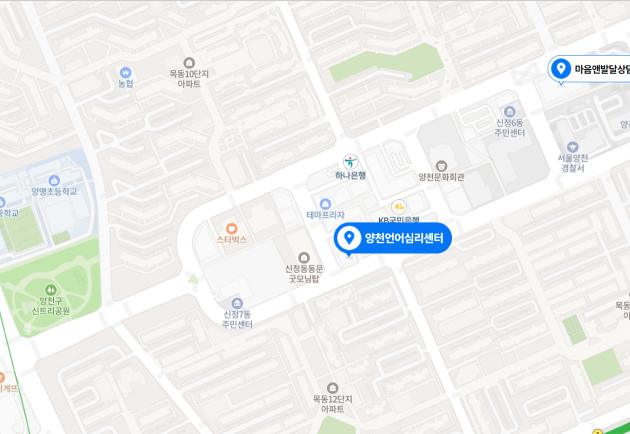 마음앤발달상담
목동10단지
아파트
농협
신정6동
주민센터
서울양천
경찰서
하나은행
양천문화회관
양명초등학교
중학교
테마프라자
KB국민은행
스타벅스
양천언어심리센터
신정동동문
굿모닝탑
양천구
신트리공원
신정7동
주민센터
목동12단지
아파트